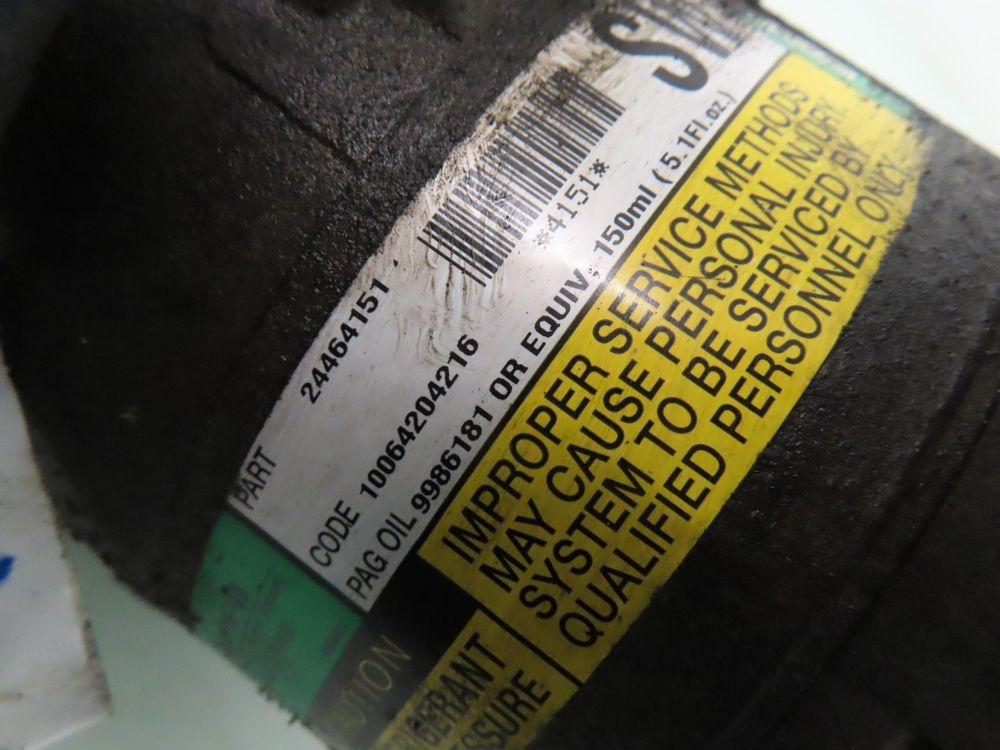 PART 24464151
*4151*
CODE 10064204216
PAG OIL 9986181 OR EQUIV, 150ml ( 5.1Fl.oz.)
IMPROPER SERVICE METHODS
MAY CAUSE PERSONAL INJURY.
SYSTEM TO BE SERVICED BY
QUALIFIED PERSONNEL ONLY.